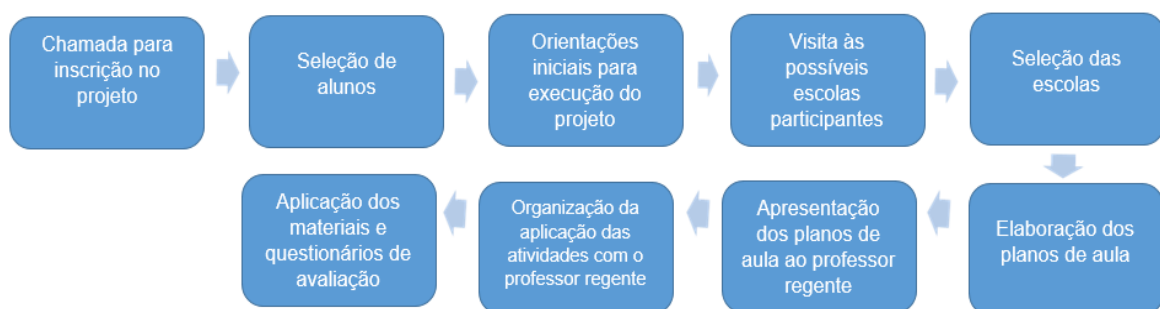 Chamada para
inscrição no
projeto
Seleção de
alunos
Orientações
iniciais para
execução do
projeto
Visita às
possíveis
escolas
participantes
Seleção das
escolas
Elaboração dos
planos de aula
Apresentação
dos planos de
aula ao professor
regente
Organização da
aplicação das
atividades com o
professor regente
Aplicação dos
materiais e
questionários de
avaliação